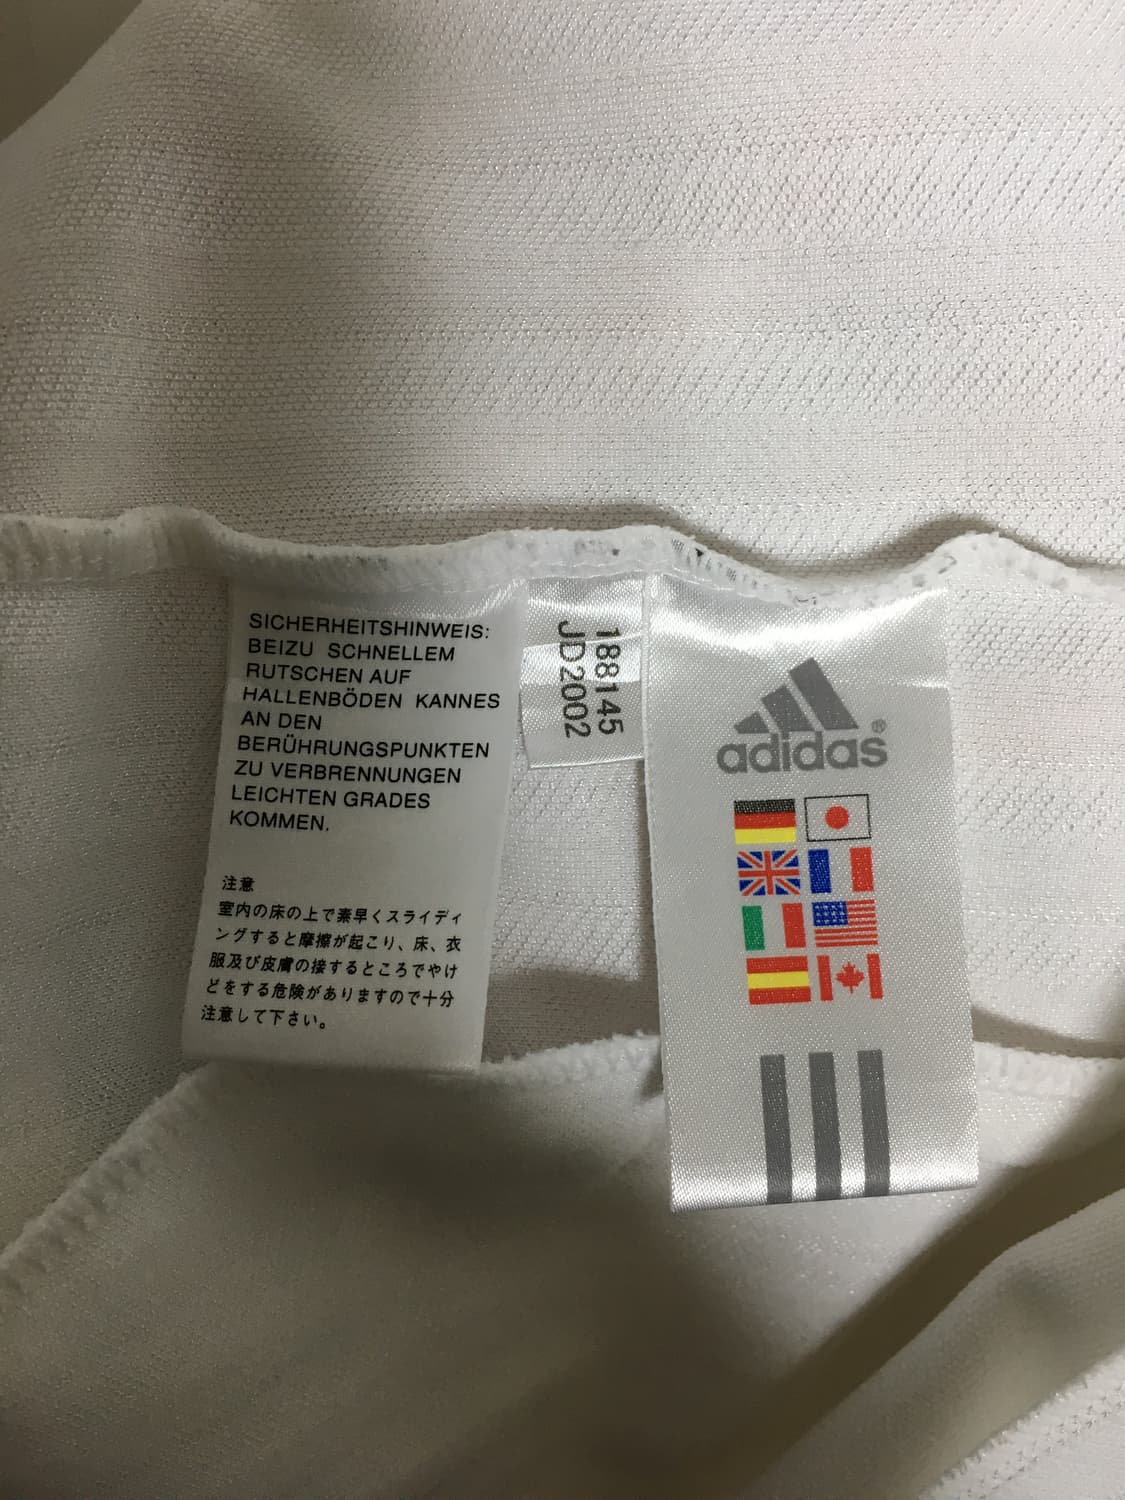 SICHERHEITSHINWEIS:
BEIZU SCHNELLEM
RUTSCHEN AUF
HALLENBÖDEN KANNES
AN DEN
BERÜHRUNGSPUNKTEN
ZU VERBRENNUNGEN
LEICHTEN GRADES
KOMMEN.
注意
室内の床の上で素早くスライディ
ングすると摩擦が起こり、床、衣
服及び皮膚の接するところでやけ
どをする危険がありますので十分
注意して下さい。
188145
JD2002
adidas®